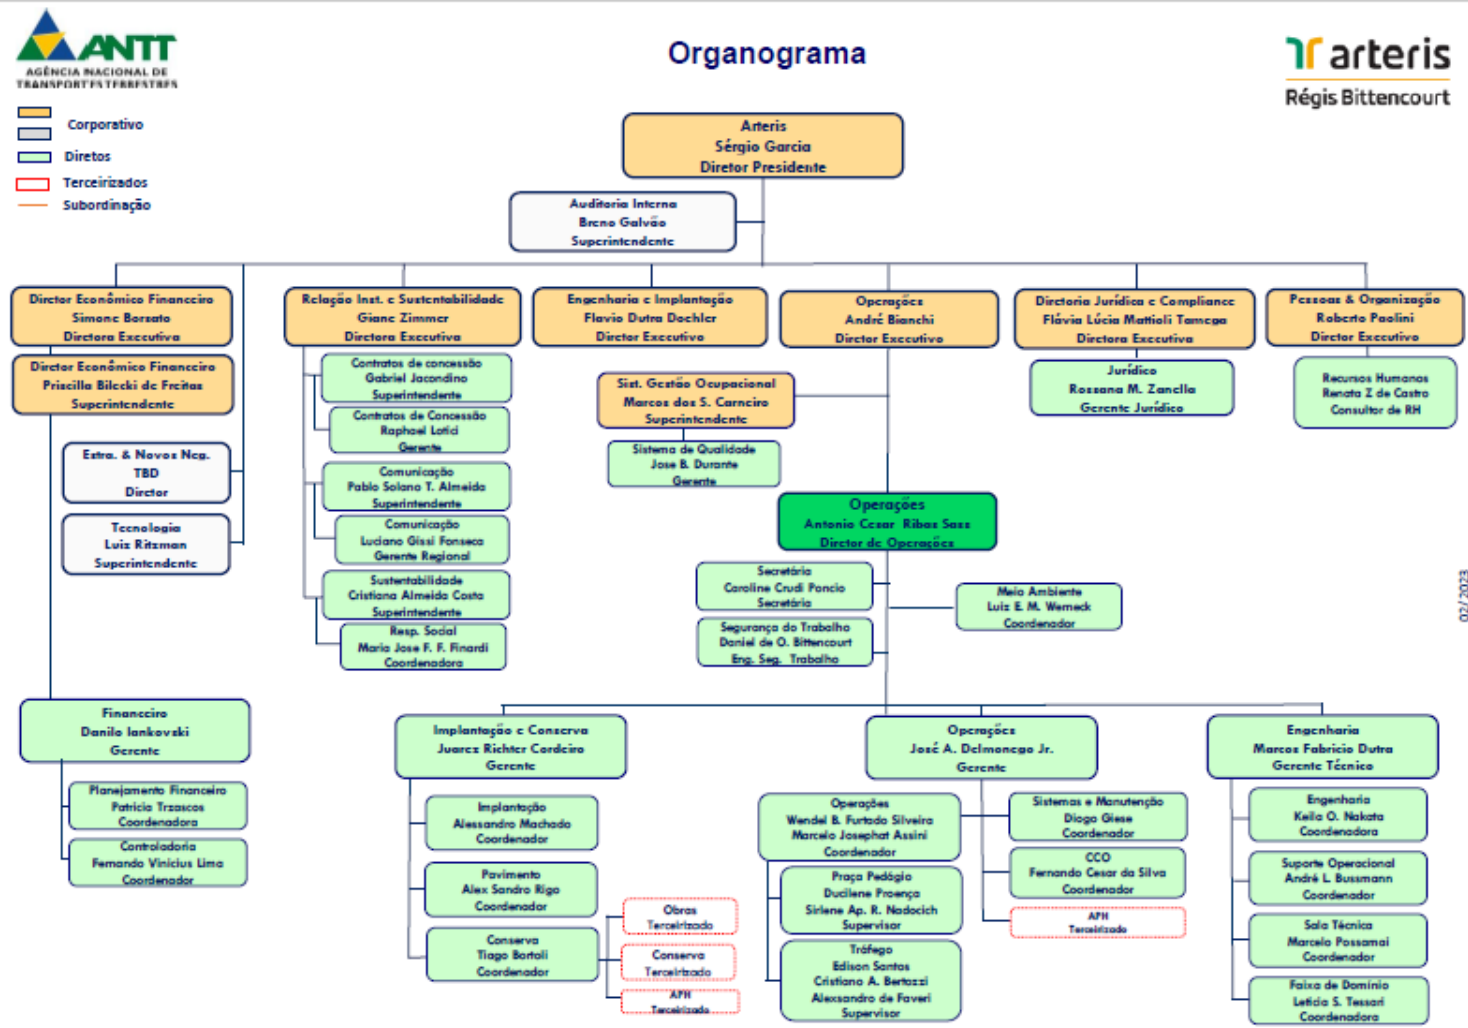 ANTT
AGÊNCIA NACIONAL DE
TRANSPORTES TERRESTRES
Organograma
arteris
Régis Bittencourt
Corporativo
Diretos
Terceirizados
Subordinação
Arteris
Sérgio Garcia
Diretor Presidente
Auditoria Interna
Breno Galvão
Superintendente
Diretor Econômico Financeiro
Simone Borsato
Diretora Executiva
Diretor Econômico Financeiro
Priscilla Bilecki de Freitas
Superintendente
Estra. & Novos Neg.
TBD
Diretor
Tecnologia
Luiz Ritzman
Superintendente
Financeiro
Danilo Iankovski
Gerente
Planejamento Financeiro
Patricia Trzascos
Coordenadora
Controladoria
Fernando Vinicius Lima
Coordenador
Relação Inst. e Sustentabilidade
Giane Zimmer
Diretora Executiva
Contratos de concessão
Gabriel Jacondino
Superintendente
Contratos de Concessão
Raphael Lotici
Gerente
Comunicação
Pablo Solano T. Almeida
Superintendente
Comunicação
Luciano Gissi Fonseca
Gerente Regional
Sustentabilidade
Cristiana Almeida Costa
Superintendente
Resp. Social
Maria Jose F. F. Finardi
Coordenadora
Engenharia e Implantação
Flavio Dutra Doehler
Diretor Executivo
Operações
André Bianchi
Diretor Executivo
Sist. Gestão Ocupacional
Marcos dos S. Carneiro
Superintendente
Sistema de Qualidade
Jose B. Durante
Gerente
Diretoria Jurídica e Compliance
Flávia Lúcia Mattioli Tamega
Diretora Executiva
Jurídico
Rossana M. Zanella
Gerente Jurídico
Pessoas & Organização
Roberto Paolini
Diretor Executivo
Recursos Humanos
Renata Z de Castro
Consultor de RH
Operações
Antonio Cesar Ribas Sass
Diretor de Operações
Secretária
Caroline Crudi Poncio
Secretária
Segurança do Trabalho
Daniel de O. Bittencourt
Eng. Seg. Trabalho
Meio Ambiente
Luiz E. M. Werneck
Coordenador
02/2023
Implantação e Conserva
Juarez Richter Cordeiro
Gerente
Implantação
Alessandro Machado
Coordenador
Pavimento
Alex Sandro Rigo
Coordenador
Conserva
Tiago Bortoli
Coordenador
Obras
Terceirizado
Conserva
Terceirizado
APH
Terceirizado
Operações
José A. Delmonego Jr.
Gerente
Operações
Wendel B. Furtado Silveira
Marcelo Josephat Assini
Coordenador
Praça Pedágio
Ducilene Proença
Sirlene Ap. R. Nadocich
Supervisor
Tráfego
Edison Santos
Cristiano A. Bertozzi
Alexsandro de Faveri
Supervisor
Sistemas e Manutenção
Diogo Giese
Coordenador
CCO
Fernando Cesar da Silva
Coordenador
APH
Terceirizado
Engenharia
Marcos Fabricio Dutra
Gerente Técnico
Engenharia
Keila O. Nakata
Coordenadora
Suporte Operacional
André L. Bussmann
Coordenador
Sala Técnica
Marcelo Possamai
Coordenador
Faixa de Domínio
Leticia S. Tessari
Coordenadora